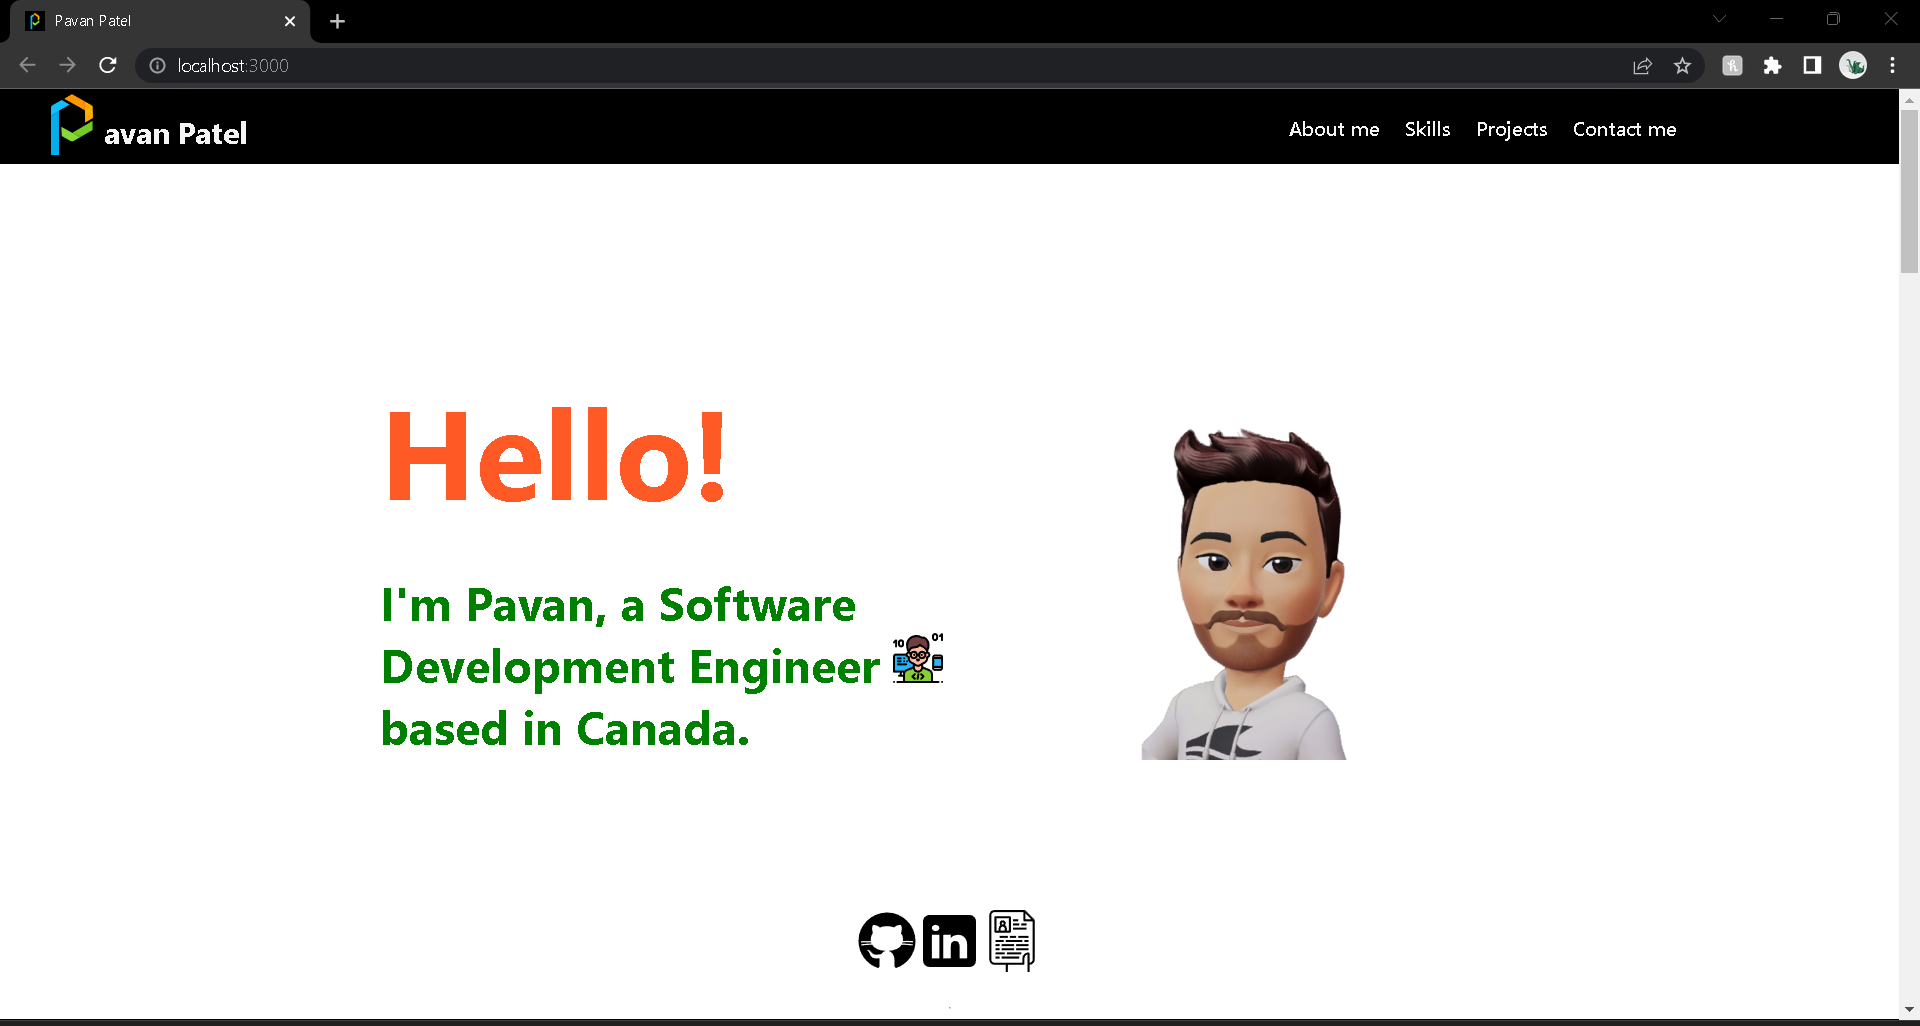 Pavan Patel
localhost:3000
avan Patel
About me Skills Projects Contact me
Hello!
I'm Pavan, a Software
Development Engineer
10 01
based in Canada.
in